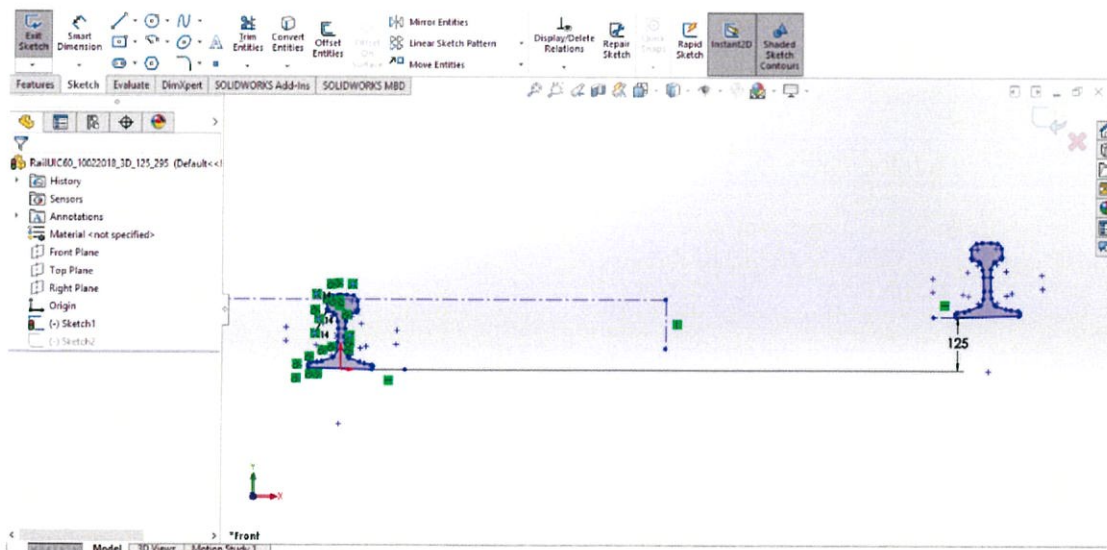 Exit Sketch
Smart Dimension
Trim Entities
Convert Entities
Offset Entities
Mirror Entities
Linear Sketch Pattern
Move Entities
Display/Delete Relations
Repair Sketch
Rapid Sketch
Instant2D
Shaded Sketch Contours
Features Sketch Evaluate DimXpert SOLIDWORKS Add-Ins SOLIDWORKS MBD
RailUIC60_10022018_3D_125_295 (Default<<
History
Sensors
Annotations
Material <not specified>
Front Plane
Top Plane
Right Plane
Origin
(-) Sketch1
(-) Sketch2
14
14
125
Y
X
*Front
Model 3D Views Motion Study 1